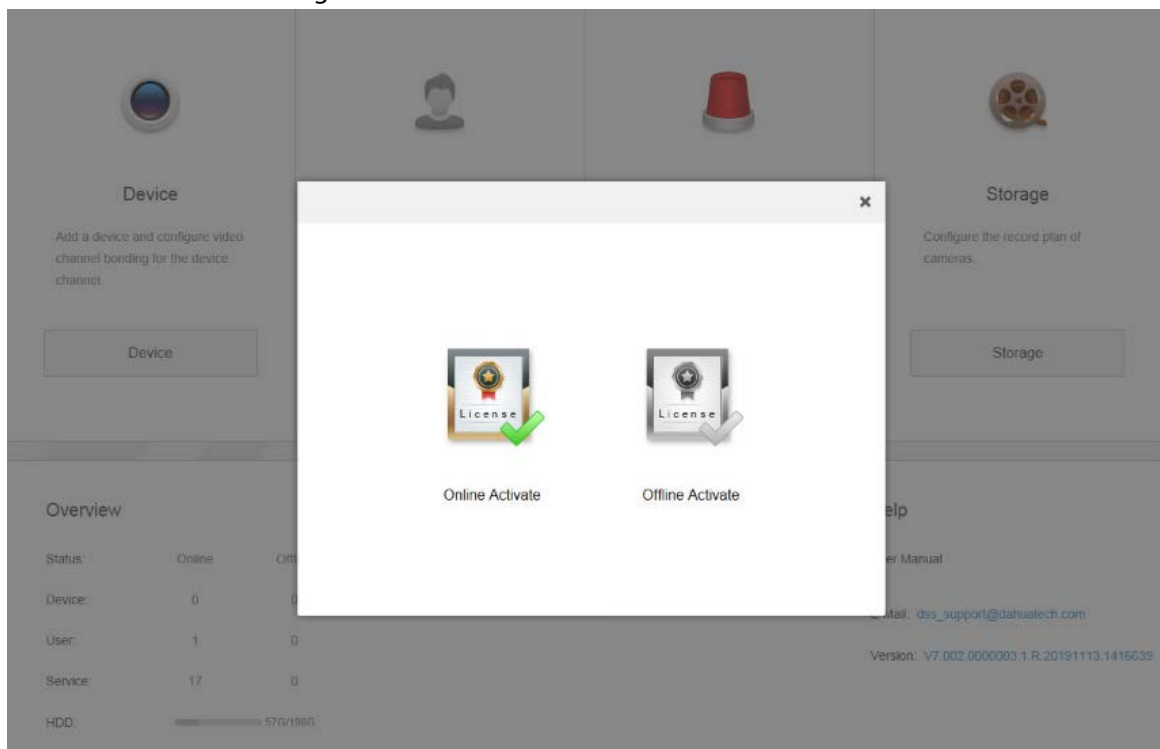 Device
Storage
Add a device and configure video
channel bonding for the device
channel.
Configure the record plan of
cameras.
Device
Storage
License
License
Online Activate
Offline Activate
Overview
Status:
Online
Device:
0
User:
1
0
Service:
17
0
HDD:
57G/198G
User Manual
E-Mail: dss_support@dahuatech.com
Version: V7.002.0000003.1.R.20191113.1416639